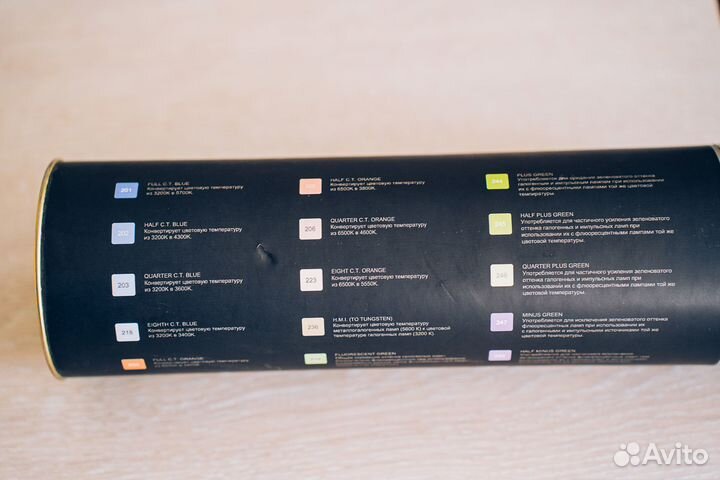 201
FULL C.T. BLUE
Конвертирует цветовую температуру
из 3200K в 5700K.
202
HALF C.T. BLUE
Конвертирует цветовую температуру
из 3200K в 4300K.
203
QUARTER C.T. BLUE
Конвертирует цветовую температуру
из 3200K в 3600K.
218
EIGHTH C.T. BLUE
Конвертирует цветовую температуру
из 3200K в 3400K.
FULL C.T. ORANGE
HALF C.T. ORANGE
Конвертирует цветовую температуру
из 6500K в 3800K.
206
QUARTER C.T. ORANGE
Конвертирует цветовую температуру
из 6500K в 4600K.
223
EIGHT C.T. ORANGE
Конвертирует цветовую температуру
из 6500K в 5550K.
236
H.M.I. (TO TUNGSTEN)
Конвертирует цветовую температуру
металлогалогенных ламп (5600 K) к цветовой
температуре галогенных ламп (3200 K).
FLUORESCENT GREEN
244
PLUS GREEN
Употребляется для придания зеленоватого оттенка
галогенным и импульсным лампам при использовании
их с флюоресцентными лампами той же цветовой
температуры.
245
HALF PLUS GREEN
Употребляется для частичного усиления зеленоватого
оттенка галогенных и импульсных ламп при
использовании их с флюоресцентными лампами той же
цветовой температуры.
246
QUARTER PLUS GREEN
Употребляется для частичного усиления зеленоватого
оттенка галогенных и импульсных ламп при
использовании их с флюоресцентными лампами той же
цветовой температуры.
247
MINUS GREEN
Употребляется для исключения зеленоватого оттенка
флюоресцентных ламп при использовании их
с галогенными и импульсными источниками той же
цветовой температуры.
HALF MINUS GREEN
Avito